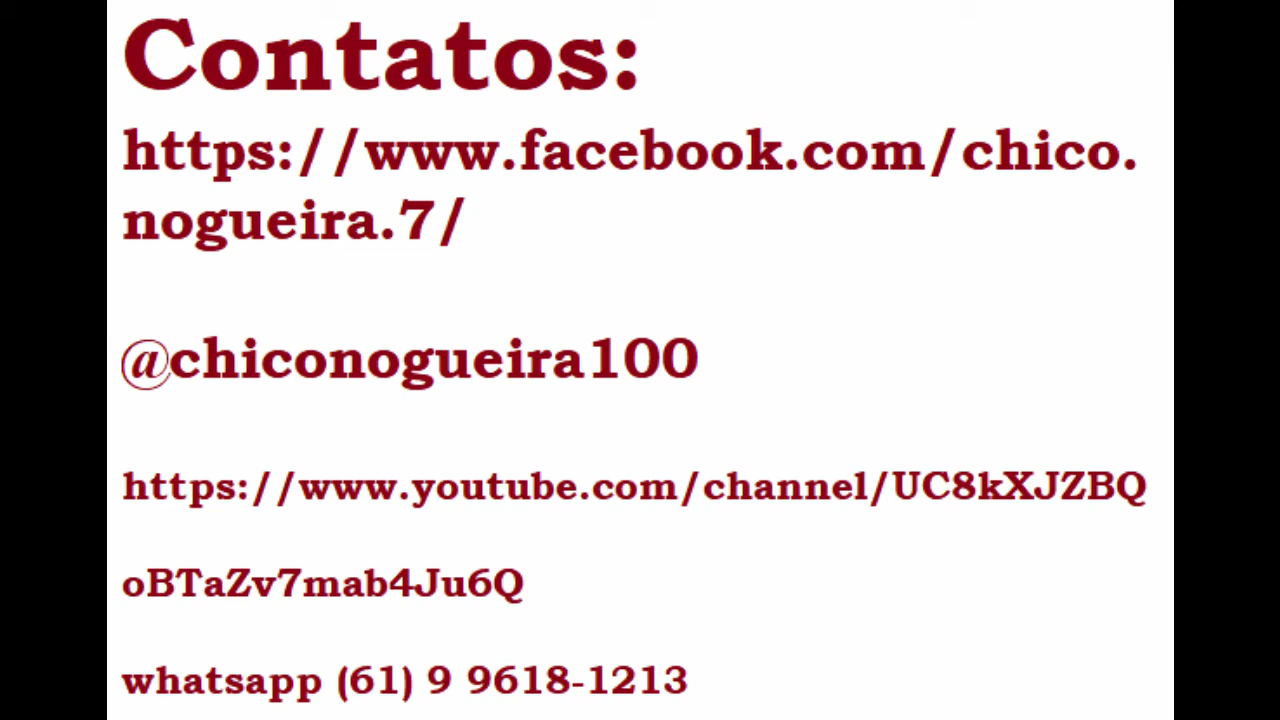 Contatos:
https://www.facebook.com/chico.
nogueira.7/
@chiconogueira100
https://www.youtube.com/channel/UC8kXJZBQ
oBTaZv7mab4Ju6Q
whatsapp (61) 9 9618-1213